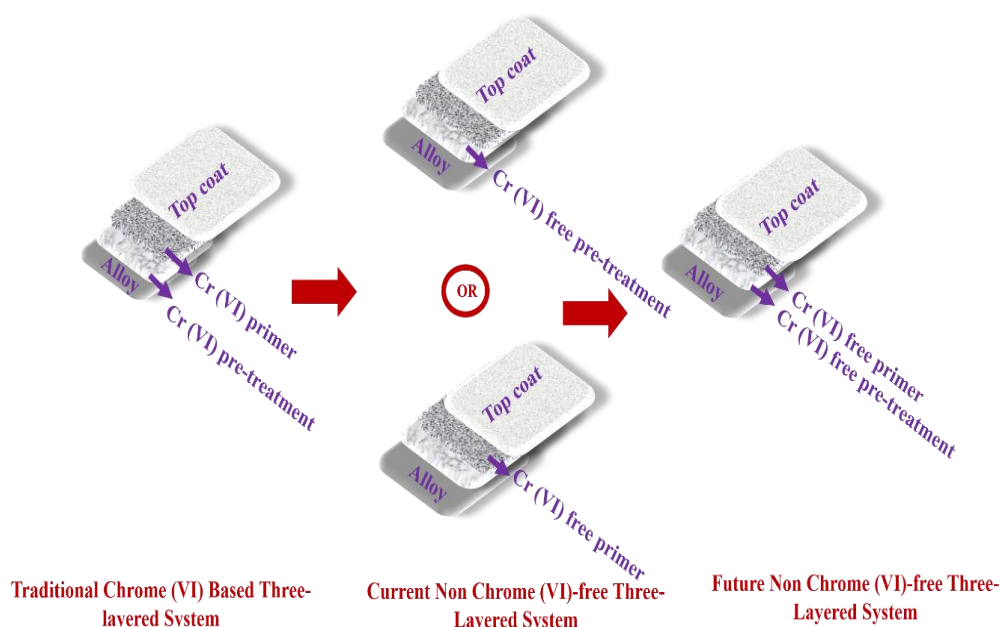 Top coat
Alloy
Cr (VI) primer
Cr (VI) pre-treatment
Top coat
Alloy
Cr (VI) free pre-treatment
OR
Top coat
Alloy
Cr (VI) free primer
Top coat
Alloy
Cr (VI) free primer
Cr (VI) free pre-treatment
Traditional Chrome (VI) Based Three-
layered System
Current Non Chrome (VI)-free Three-
Layered System
Future Non Chrome (VI)-free Three-
Layered System